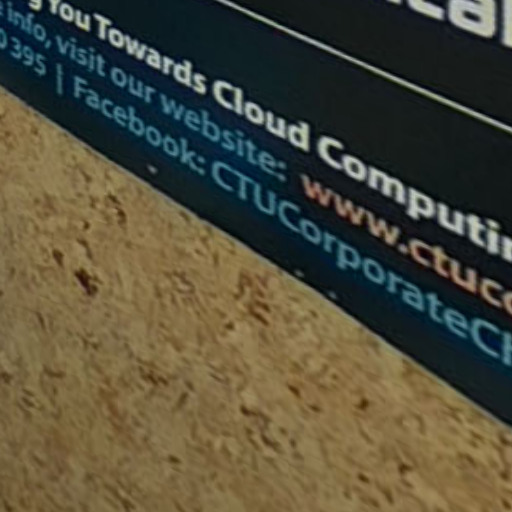 You Towards Cloud Computin
info, visit our website: www.ctuc
395 | Facebook: CTUCorporateC